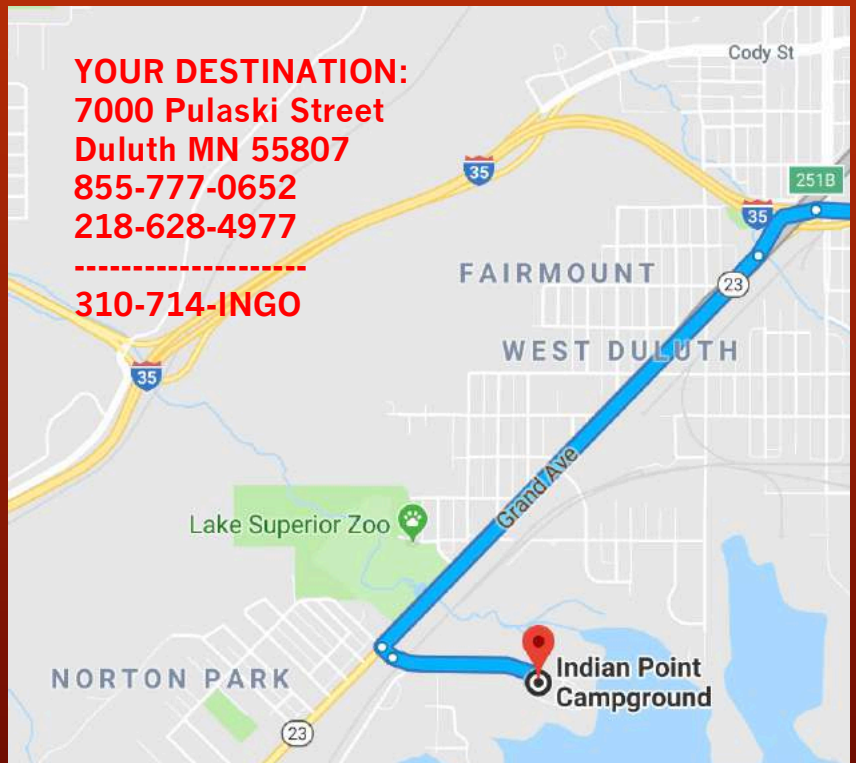 YOUR DESTINATION:
7000 Pulaski Street
Duluth MN 55807
855-777-0652
218-628-4977
--------------------
310-714-INGO
Cody St
35
251B
35
FAIRMOUNT
23
WEST DULUTH
35
Grand Ave
Lake Superior Zoo
Indian Point
Campground
NORTON PARK
23